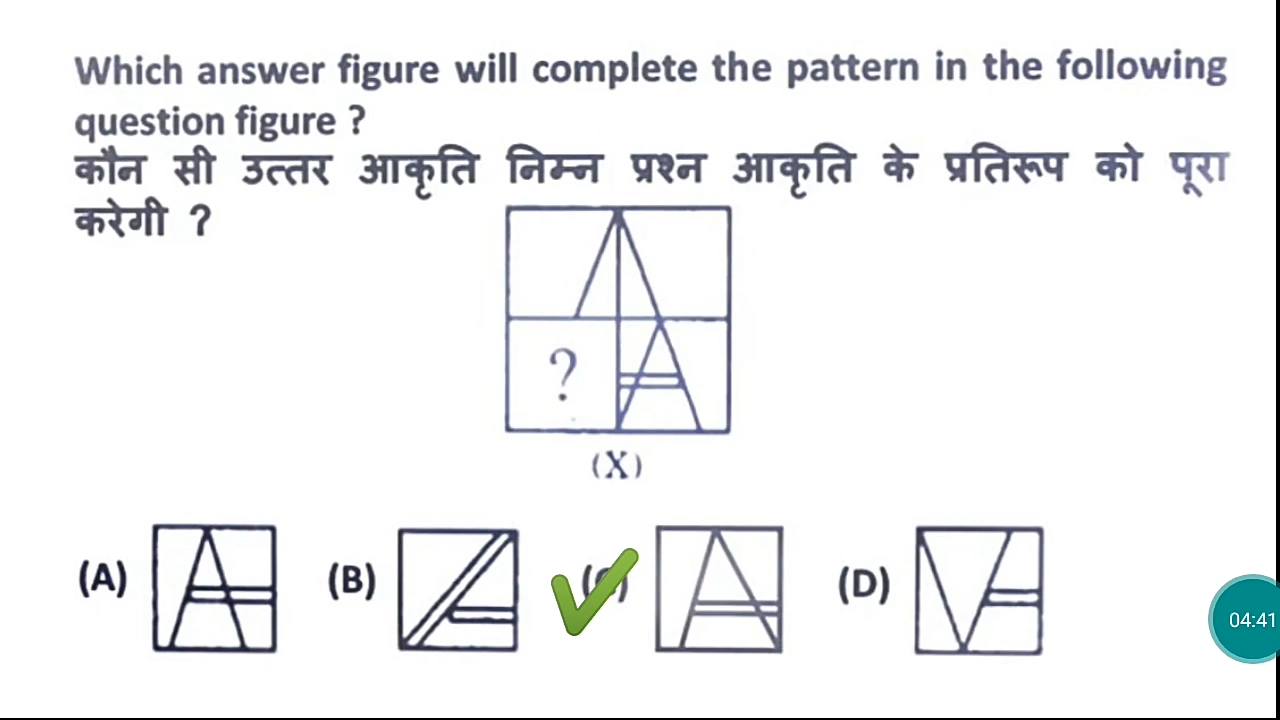 Which answer figure will complete the pattern in the following
question figure ?
कौन सी उत्तर आकृति निम्न प्रश्न आकृति के प्रतिरूप को पूरा
करेगी ?
?
(X)
(A) (B) (C) (D)
04:41